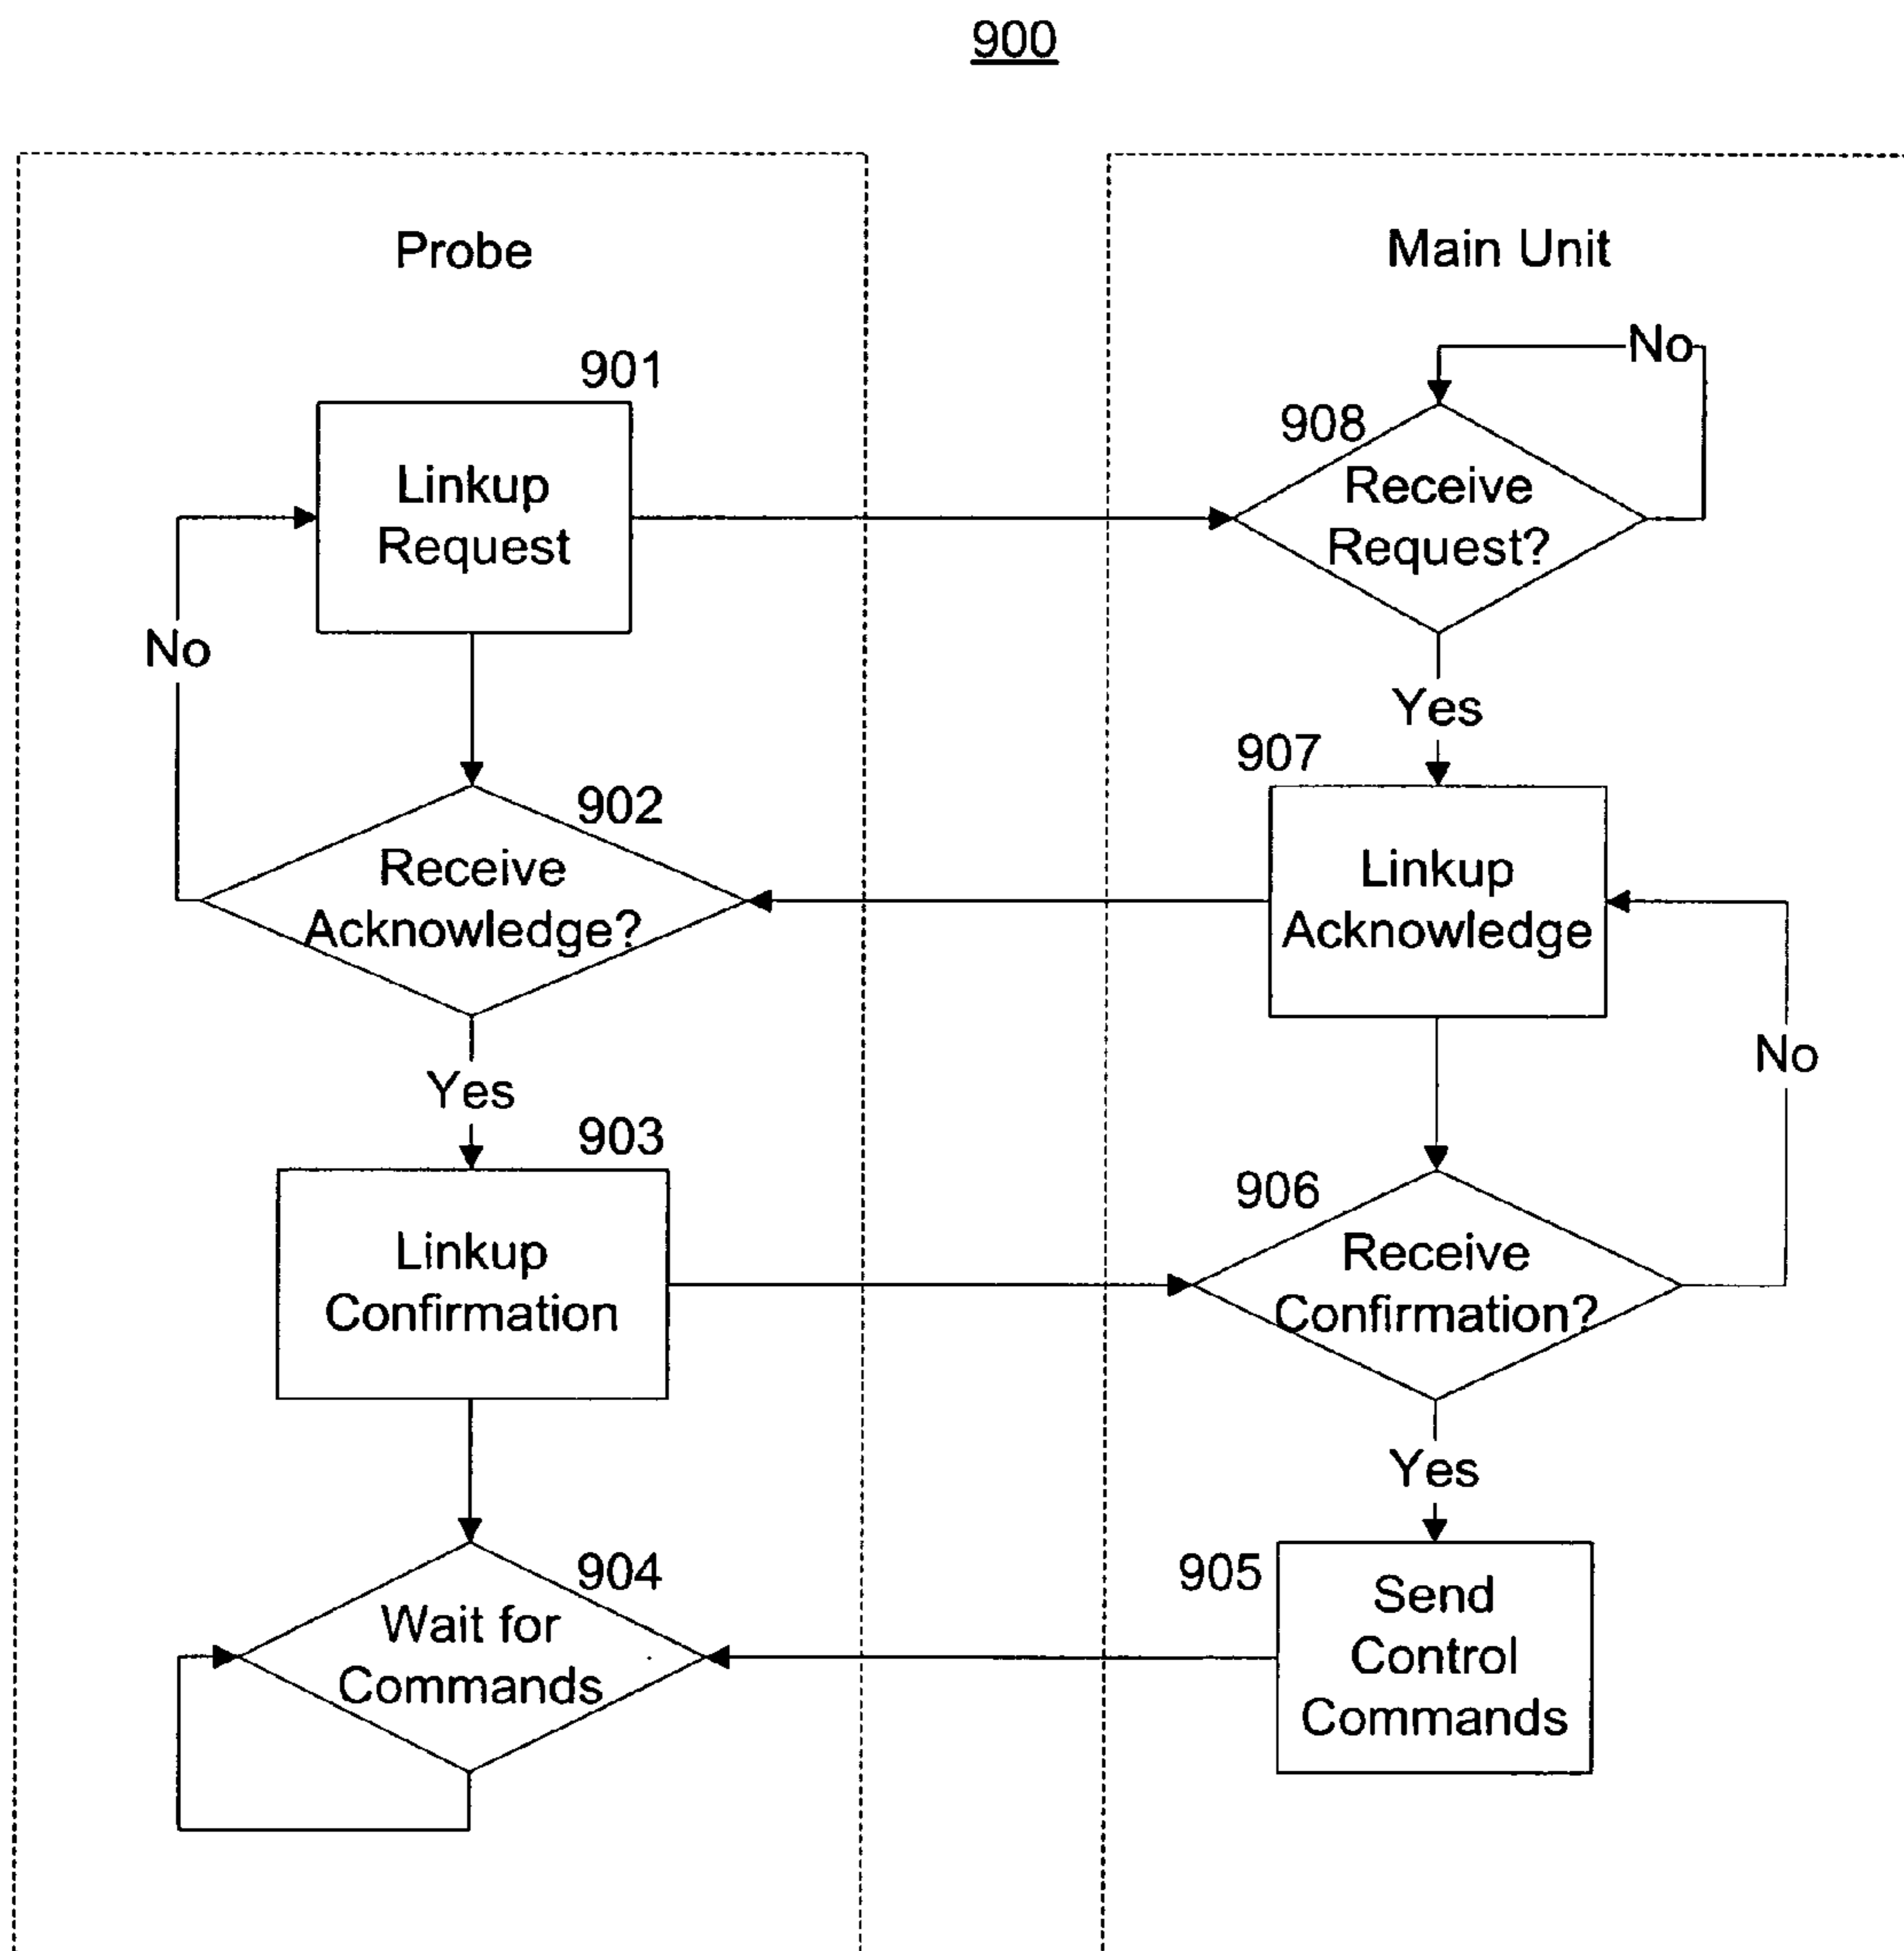 900
Probe
Main Unit
901
Linkup
Request
No
908
Receive
Request?
No
Yes
907
Linkup
Acknowledge
902
Receive
Acknowledge?
No
Yes
903
Linkup
Confirmation
906
Receive
Confirmation?
Yes
904
Wait for
Commands
905
Send
Control
Commands